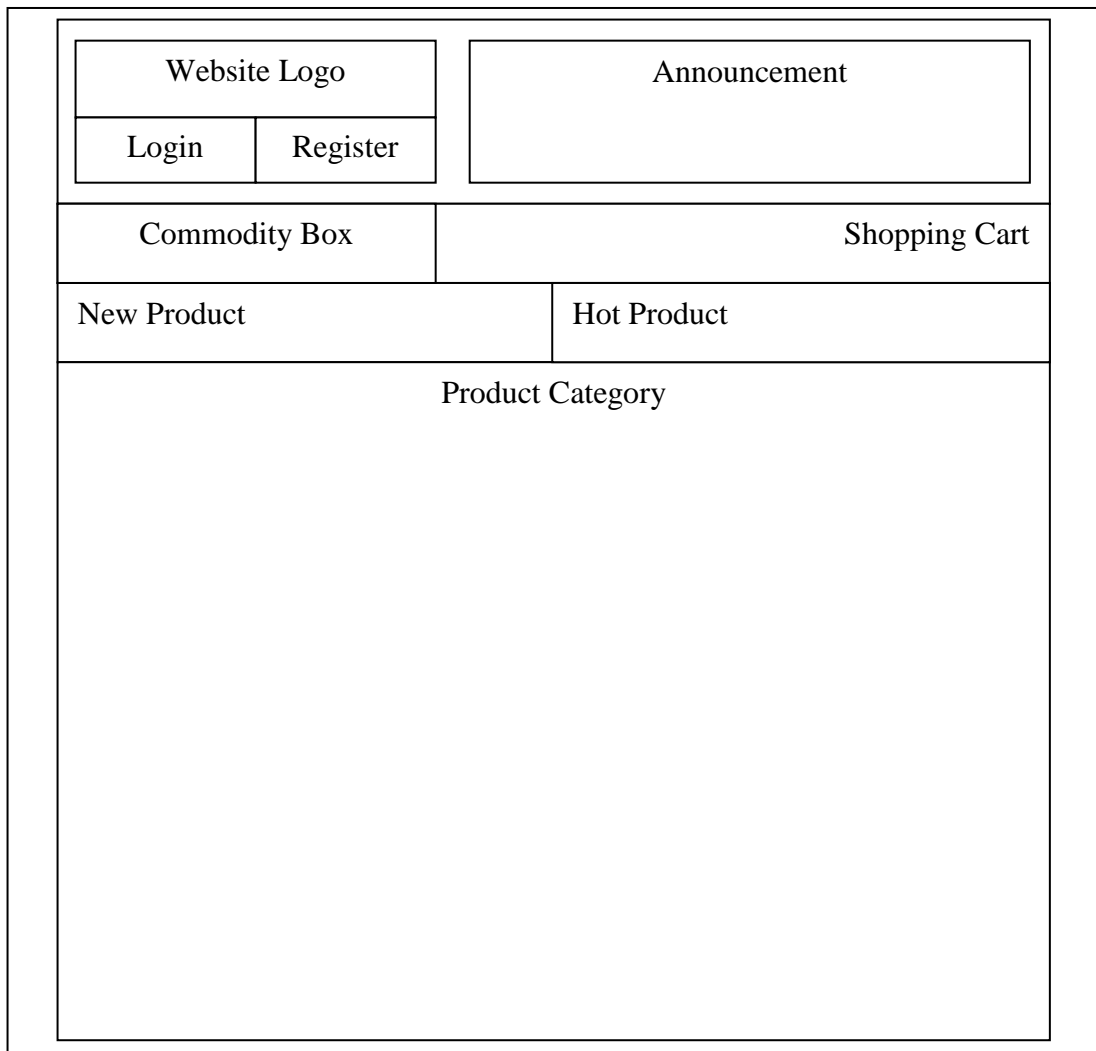 Website Logo
Announcement
Login
Register
Commodity Box
Shopping Cart
New Product
Hot Product
Product Category